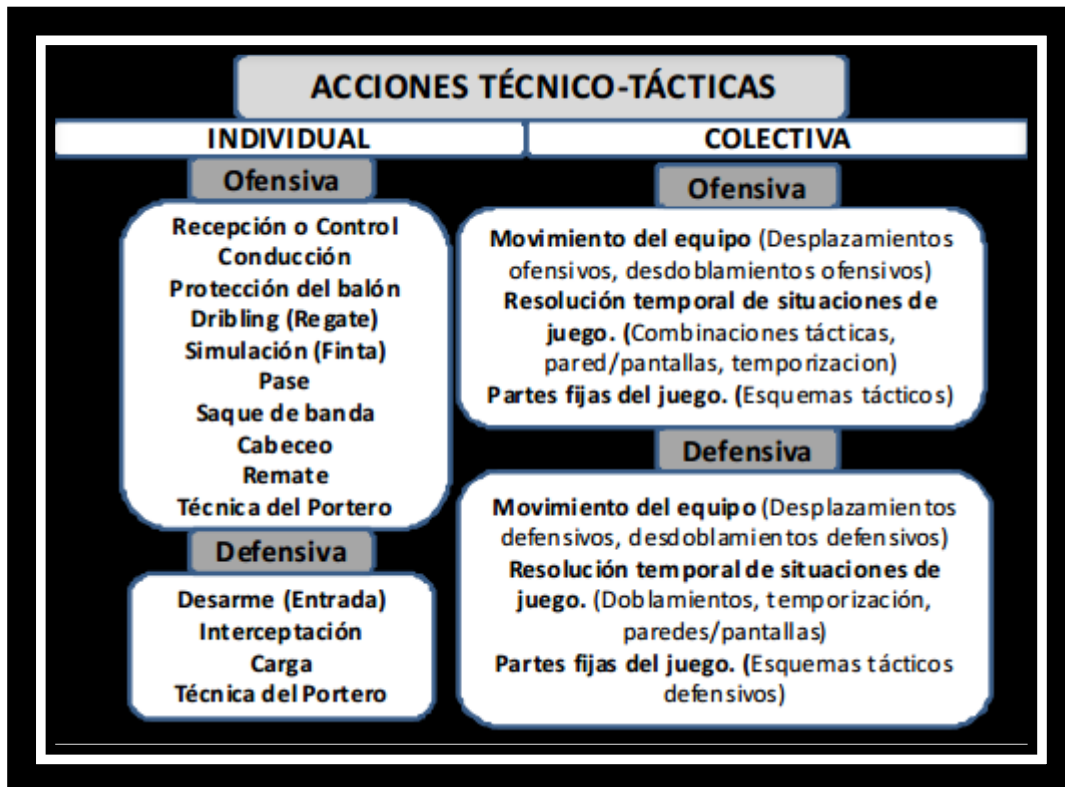 ACCIONES TÉCNICO-TÁCTICAS
INDIVIDUAL
Ofensiva
Recepción o Control
Conducción
Protección del balón
Dribling (Regate)
Simulación (Finta)
Pase
Saque de banda
Cabeceo
Remate
Técnica del Portero
Defensiva
Desarme (Entrada)
Interceptación
Carga
Técnica del Portero
COLECTIVA
Ofensiva
Movimiento del equipo (Desplazamientos
ofensivos, desdoblamientos ofensivos)
Resolución temporal de situaciones de
juego. (Combinaciones tácticas,
pared/pantallas, temporizacion)
Partes fijas del juego. (Esquemas tácticos)
Defensiva
Movimiento del equipo (Desplazamientos
defensivos, desdoblamientos defensivos)
Resolución temporal de situaciones de
juego. (Doblamientos, temporización,
paredes/pantallas)
Partes fijas del juego. (Esquemas tácticos
defensivos)